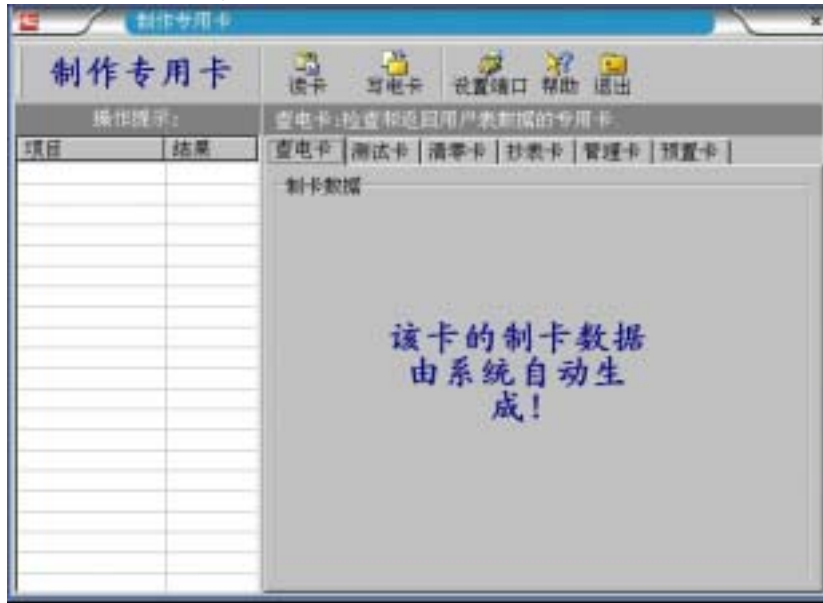 制作专用卡
制作专用卡
读卡 写电卡 设置端口 帮助 退出
操作提示:
查电卡:检查和返回用户表数据的专用卡.
项目 结果
查电卡 测试卡 清零卡 抄表卡 管理卡 预置卡
制卡数据
该卡的制卡数据
由系统自动生
成!